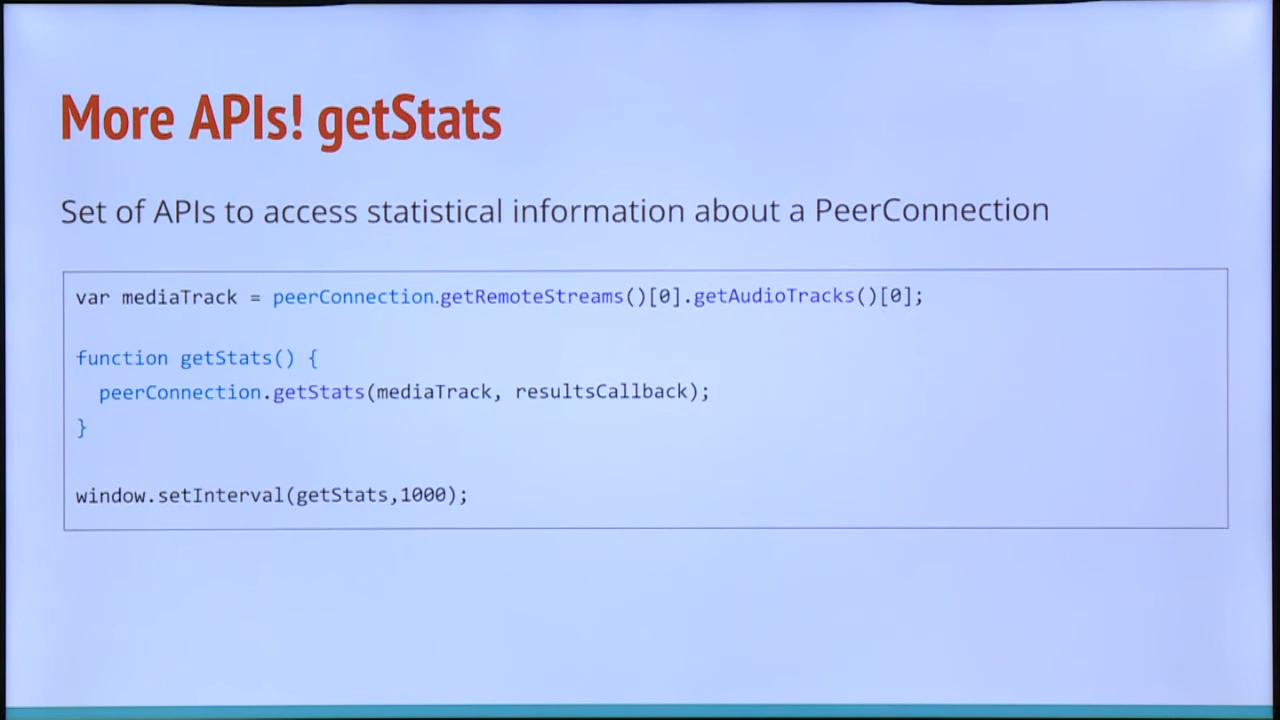 More APIs! getStats
Set of APIs to access statistical information about a PeerConnection
var mediaTrack = peerConnection.getRemoteStreams()[0].getAudioTracks()[0];
function getStats() {
peerConnection.getStats(mediaTrack, resultsCallback);
}
window.setInterval(getStats,1000);